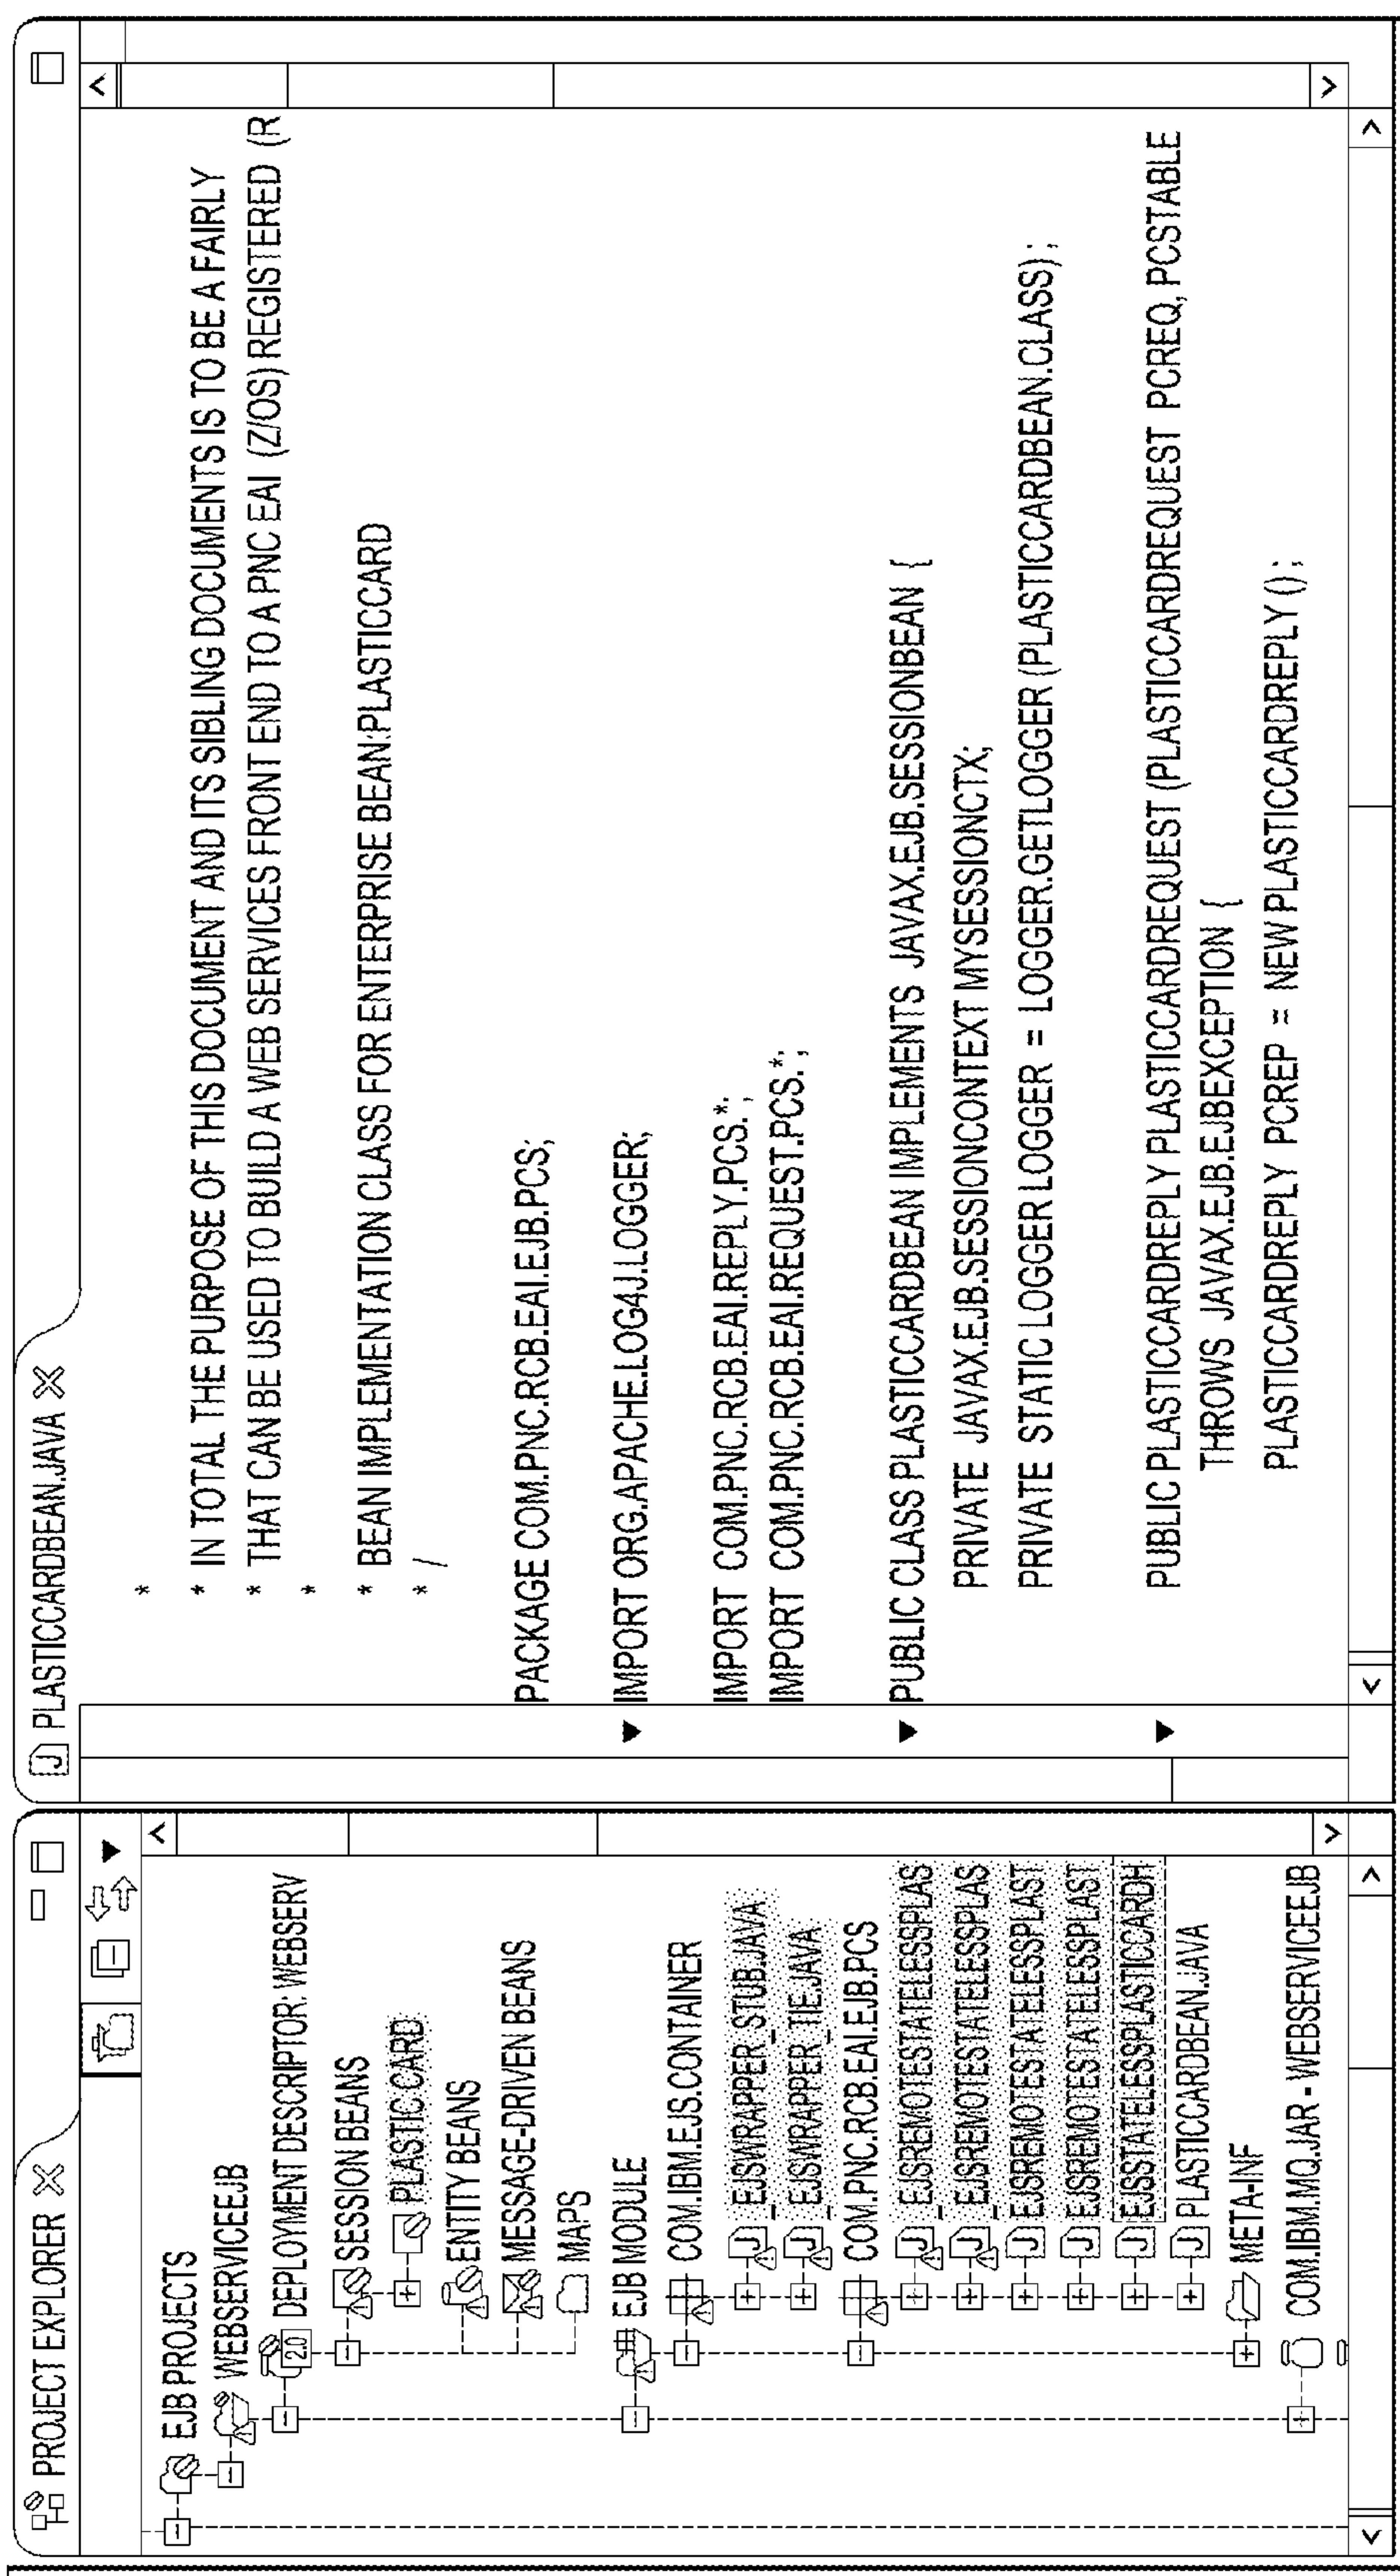 PROJECT EXPLORER
EJB PROJECTS
WEBSERVICEEJB
2.0 DEPLOYMENT DESCRIPTOR: WEBSERV
SESSION BEANS
PLASTIC CARD
ENTITY BEANS
MESSAGE-DRIVEN BEANS
MAPS
EJB MODULE
COM.IBM.EJS.CONTAINER
J _EJSWRAPPER_STUB.JAVA
J _EJSWRAPPER_TIE.JAVA
COM.PNC.RCB.EAI.EJB.PCS
J _EJSREMOTESTATELESSPLAS
J _EJSREMOTESTATELESSPLAS
J EJSREMOTESTATELESSPLAST
J EJSREMOTESTATELESSPLAST
J EJSSTATELESSPLASTICCARDH
J PLASTICCARDBEAN.JAVA
META-INF
COM.IBM.MQ.JAR - WEBSERVICEEJB
J PLASTICCARDBEAN.JAVA
*
* IN TOTAL THE PURPOSE OF THIS DOCUMENT AND ITS SIBLING DOCUMENTS IS TO BE A FAIRLY
* THAT CAN BE USED TO BUILD A WEB SERVICES FRONT END TO A PNC EAI (Z/OS) REGISTERED (R
*
* BEAN IMPLEMENTATION CLASS FOR ENTERPRISE BEAN:PLASTICCARD
* /
PACKAGE COM.PNC.RCB.EAI.EJB.PCS;
IMPORT ORG.APACHE.LOG4J.LOGGER;
IMPORT COM.PNC.RCB.EAI.REPLY.PCS.*;
IMPORT COM.PNC.RCB.EAI.REQUEST.PCS.*;
PUBLIC CLASS PLASTICCARDBEAN IMPLEMENTS JAVAX.EJB.SESSIONBEAN {
PRIVATE JAVAX.EJB.SESSIONCONTEXT MYSESSIONCTX;
PRIVATE STATIC LOGGER LOGGER = LOGGER.GETLOGGER (PLASTICCARDBEAN.CLASS) ;
PUBLIC PLASTICCARDREPLY PLASTICCARDREQUEST (PLASTICCARDREQUEST PCREQ, PCSTABLE
THROWS JAVAX.EJB.EJBEXCEPTION {
PLASTICCARDREPLY PCREP = NEW PLASTICCARDREPLY () ;